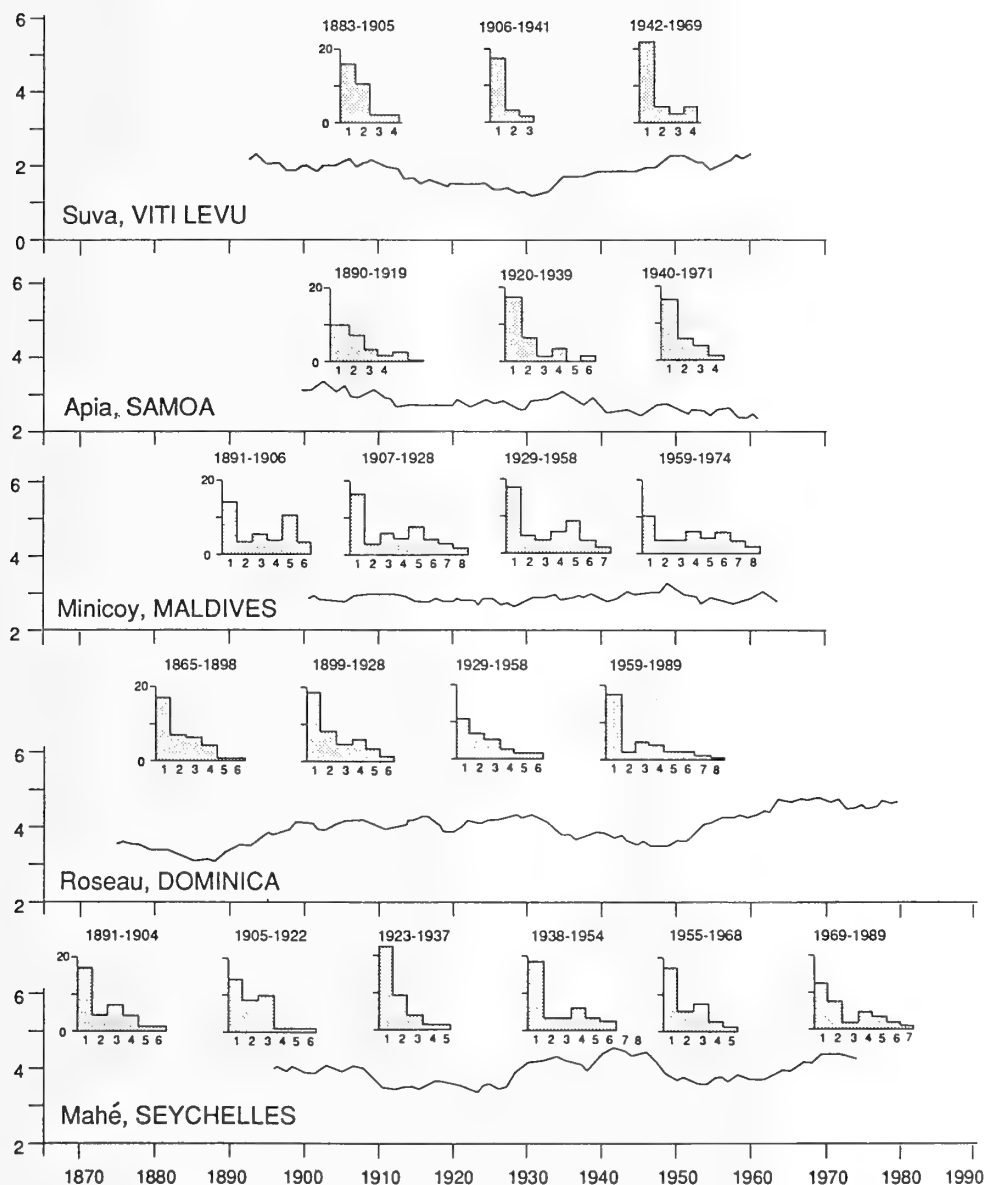 6
4
2
0
1883-1905 1906-1941 1942-1969
20
0
1 2 3 4 1 2 3 1 2 3 4
Suva, VITI LEVU
6
4
2
1890-1919 1920-1939 1940-1971
20
0
1 2 3 4 1 2 3 4 5 6 1 2 3 4
Apia, SAMOA
6
4
2
1891-1906 1907-1928 1929-1958 1959-1974
20
0
1 2 3 4 5 6 1 2 3 4 5 6 7 8 1 2 3 4 5 6 7 1 2 3 4 5 6 7 8
Minicoy, MALDIVES
6
4
2
1865-1898 1899-1928 1929-1958 1959-1989
20
0
1 2 3 4 5 6 1 2 3 4 5 6 1 2 3 4 5 6 1 2 3 4 5 6 7 8
Roseau, DOMINICA
6
4
2
1891-1904 1905-1922 1923-1937 1938-1954 1955-1968 1969-1989
20
0
1 2 3 4 5 6 1 2 3 4 5 6 1 2 3 4 5 1 2 3 4 5 6 7 8 1 2 3 4 5 1 2 3 4 5 6 7
Mahé, SEYCHELLES
1870 1880 1890 1900 1910 1920 1930 1940 1950 1960 1970 1980 1990